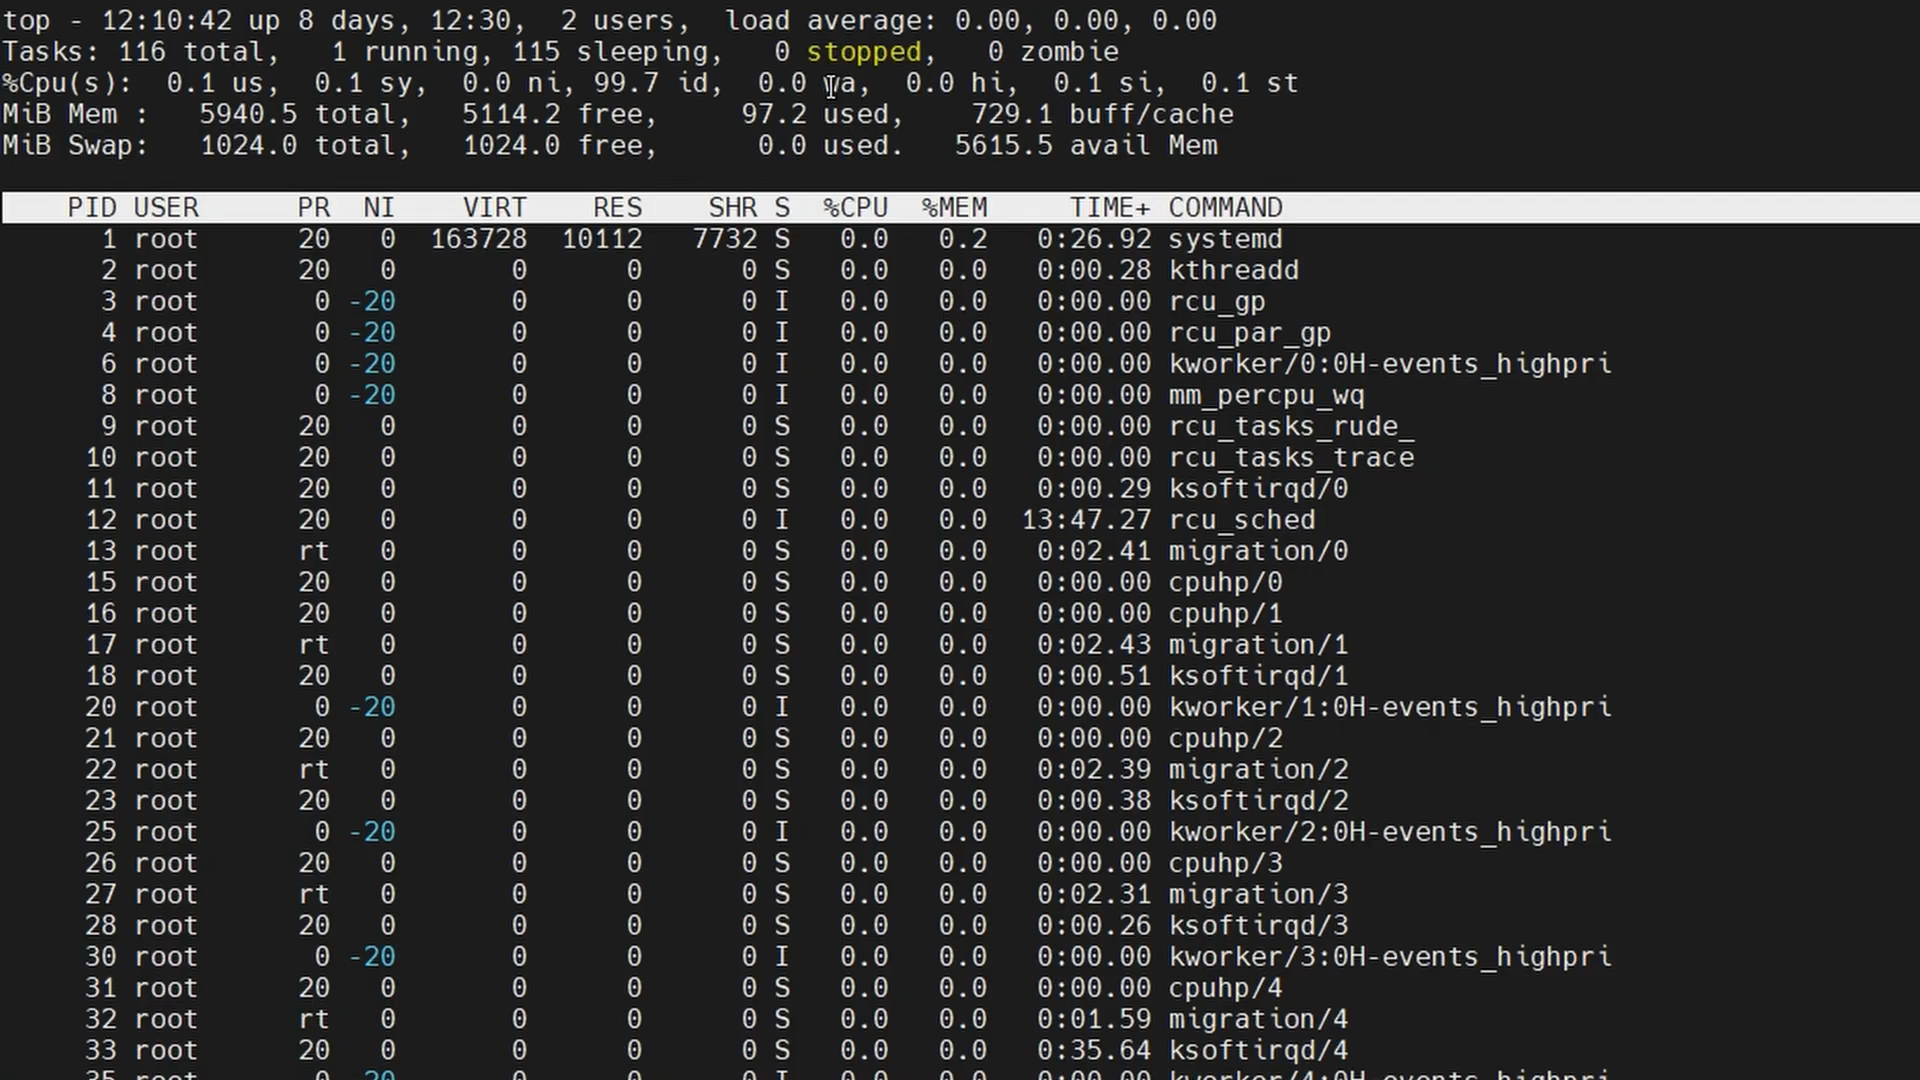 top - 12:10:42 up 8 days, 12:30,  2 users,  load average: 0.00, 0.00, 0.00
Tasks: 116 total,   1 running, 115 sleeping,   0 stopped,   0 zombie
%Cpu(s):  0.1 us,  0.1 sy,  0.0 ni, 99.7 id,  0.0 wa,  0.0 hi,  0.1 si,  0.1 st
MiB Mem :   5940.5 total,   5114.2 free,     97.2 used,    729.1 buff/cache
MiB Swap:   1024.0 total,   1024.0 free,      0.0 used.   5615.5 avail Mem
PID USER PR NI VIRT RES SHR S %CPU %MEM TIME+ COMMAND
1 root 20 0 163728 10112 7732 S 0.0 0.2 0:26.92 systemd
2 root 20 0 0 0 0 S 0.0 0.0 0:00.28 kthreadd
3 root 0 -20 0 0 0 I 0.0 0.0 0:00.00 rcu_gp
4 root 0 -20 0 0 0 I 0.0 0.0 0:00.00 rcu_par_gp
6 root 0 -20 0 0 0 I 0.0 0.0 0:00.00 kworker/0:0H-events_highpri
8 root 0 -20 0 0 0 I 0.0 0.0 0:00.00 mm_percpu_wq
9 root 20 0 0 0 0 S 0.0 0.0 0:00.00 rcu_tasks_rude_
10 root 20 0 0 0 0 S 0.0 0.0 0:00.00 rcu_tasks_trace
11 root 20 0 0 0 0 S 0.0 0.0 0:00.29 ksoftirqd/0
12 root 20 0 0 0 0 I 0.0 0.0 13:47.27 rcu_sched
13 root rt 0 0 0 0 S 0.0 0.0 0:02.41 migration/0
15 root 20 0 0 0 0 S 0.0 0.0 0:00.00 cpuhp/0
16 root 20 0 0 0 0 S 0.0 0.0 0:00.00 cpuhp/1
17 root rt 0 0 0 0 S 0.0 0.0 0:02.43 migration/1
18 root 20 0 0 0 0 S 0.0 0.0 0:00.51 ksoftirqd/1
20 root 0 -20 0 0 0 I 0.0 0.0 0:00.00 kworker/1:0H-events_highpri
21 root 20 0 0 0 0 S 0.0 0.0 0:00.00 cpuhp/2
22 root rt 0 0 0 0 S 0.0 0.0 0:02.39 migration/2
23 root 20 0 0 0 0 S 0.0 0.0 0:00.38 ksoftirqd/2
25 root 0 -20 0 0 0 I 0.0 0.0 0:00.00 kworker/2:0H-events_highpri
26 root 20 0 0 0 0 S 0.0 0.0 0:00.00 cpuhp/3
27 root rt 0 0 0 0 S 0.0 0.0 0:02.31 migration/3
28 root 20 0 0 0 0 S 0.0 0.0 0:00.26 ksoftirqd/3
30 root 0 -20 0 0 0 I 0.0 0.0 0:00.00 kworker/3:0H-events_highpri
31 root 20 0 0 0 0 S 0.0 0.0 0:00.00 cpuhp/4
32 root rt 0 0 0 0 S 0.0 0.0 0:01.59 migration/4
33 root 20 0 0 0 0 S 0.0 0.0 0:35.64 ksoftirqd/4
35 root 0 -20 0 0 0 I 0.0 0.0 0:00.00 kworker/4:0H-events_highpri